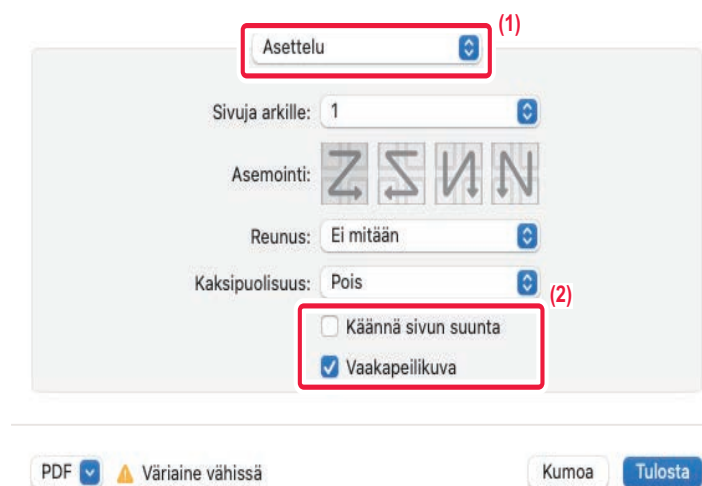 (1)
Asettelu
Sivuja arkille: 1
Asemointi:
Reunus: Ei mitään
Kaksipuolisuus: Pois
(2)
Käännä sivun suunta
Vaakapeilikuva
PDF Väriaine vähissä Kumoa Tulosta